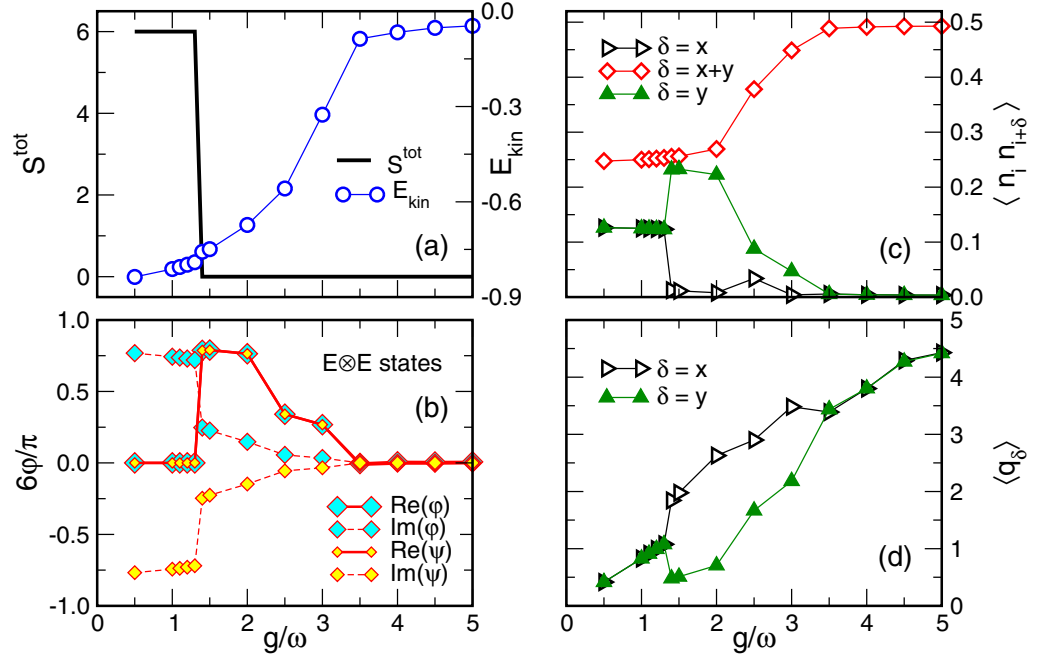 6
4
2
0
S^tot
0.0
-0.3
-0.6
-0.9
E_kin
S^tot
E_kin
(a)
δ = x
δ = x+y
δ = y
(c)
0.5
0.4
0.3
0.2
0.1
0.0
⟨ n_i n_{i+δ} ⟩
1.0
0.5
0.0
-0.5
-1.0
6φ/π
E⊗E states
(b)
Re(φ)
Im(φ)
Re(ψ)
Im(ψ)
0 1 2 3 4 5
g/ω
δ = x
δ = y
(d)
5
4
3
2
1
0
⟨q_δ⟩
0 1 2 3 4 5
g/ω